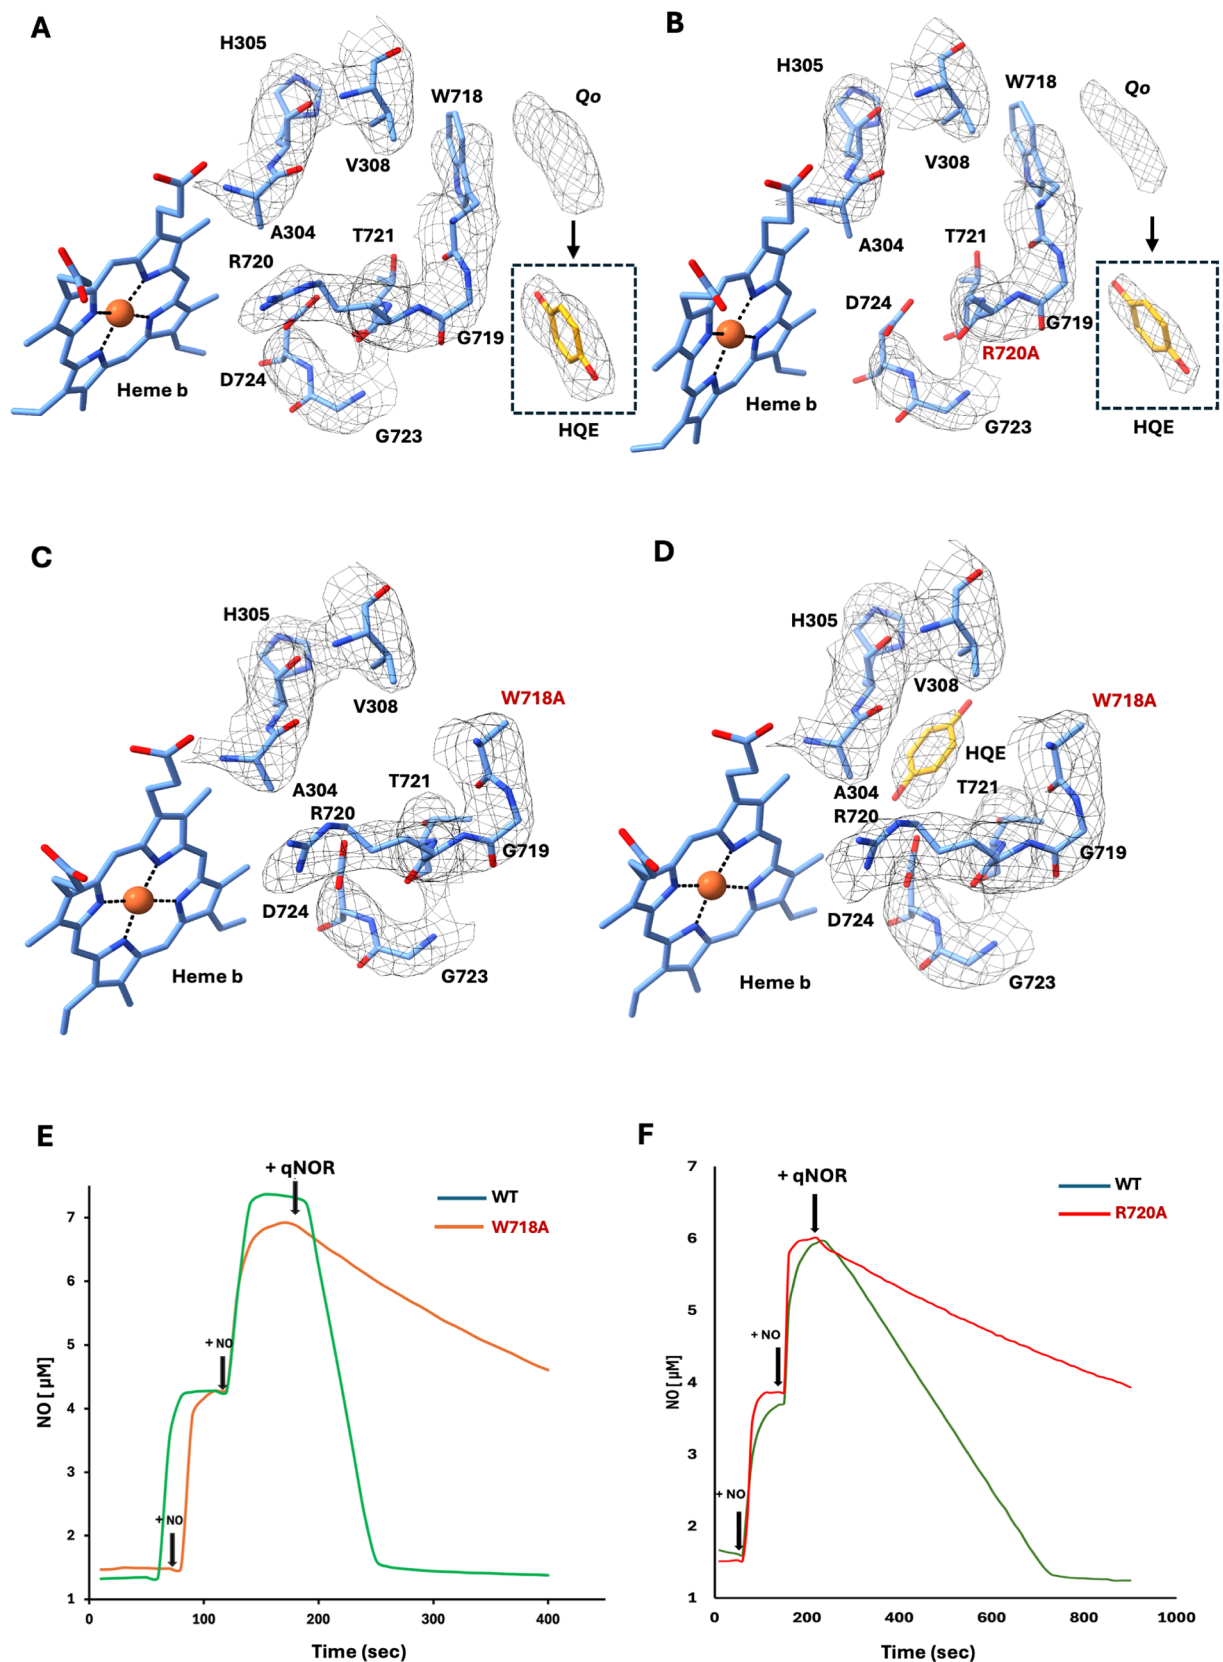 A
H305
W718
Qo
V308
A304
R720
T721
G719
D724
Heme b
G723
HQE
B
H305
W718
Qo
V308
A304
T721
D724
G719
R720A
Heme b
G723
HQE
C
H305
V308
W718A
A304
R720
T721
G719
D724
Heme b
G723
D
H305
V308
W718A
HQE
A304
T721
R720
G719
D724
Heme b
G723
E
+ qNOR
WT
W718A
+ NO
+ NO
NO [ µM]
7
6
5
4
3
2
1
0
100
200
300
400
Time (sec)
F
+ qNOR
WT
R720A
+ NO
+ NO
NO [ µM]
7
6
5
4
3
2
1
0
200
400
600
800
1000
Time (sec)